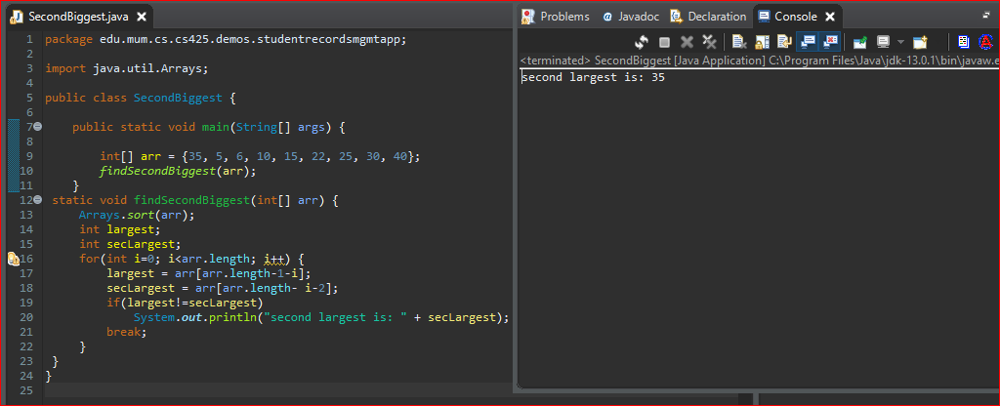 SecondBiggest.java
1 package edu.mum.cs.cs425.demos.studentrecordsmgmtapp;
2
3 import java.util.Arrays;
4
5 public class SecondBiggest {
6
7 public static void main(String[] args) {
8
9 int[] arr = {35, 5, 6, 10, 15, 22, 25, 30, 40};
10 findSecondBiggest(arr);
11 }
12 static void findSecondBiggest(int[] arr) {
13 Arrays.sort(arr);
14 int largest;
15 int secLargest;
16 for(int i=0; i<arr.length; i++) {
17 largest = arr[arr.length-1-i];
18 secLargest = arr[arr.length- i-2];
19 if(largest!=secLargest)
20 System.out.println("second largest is: " + secLargest);
21 break;
22 }
23 }
24 }
25
Problems Javadoc Declaration Console
<terminated> SecondBiggest [Java Application] C:\Program Files\Java\jdk-13.0.1\bin\javaw.e
second largest is: 35